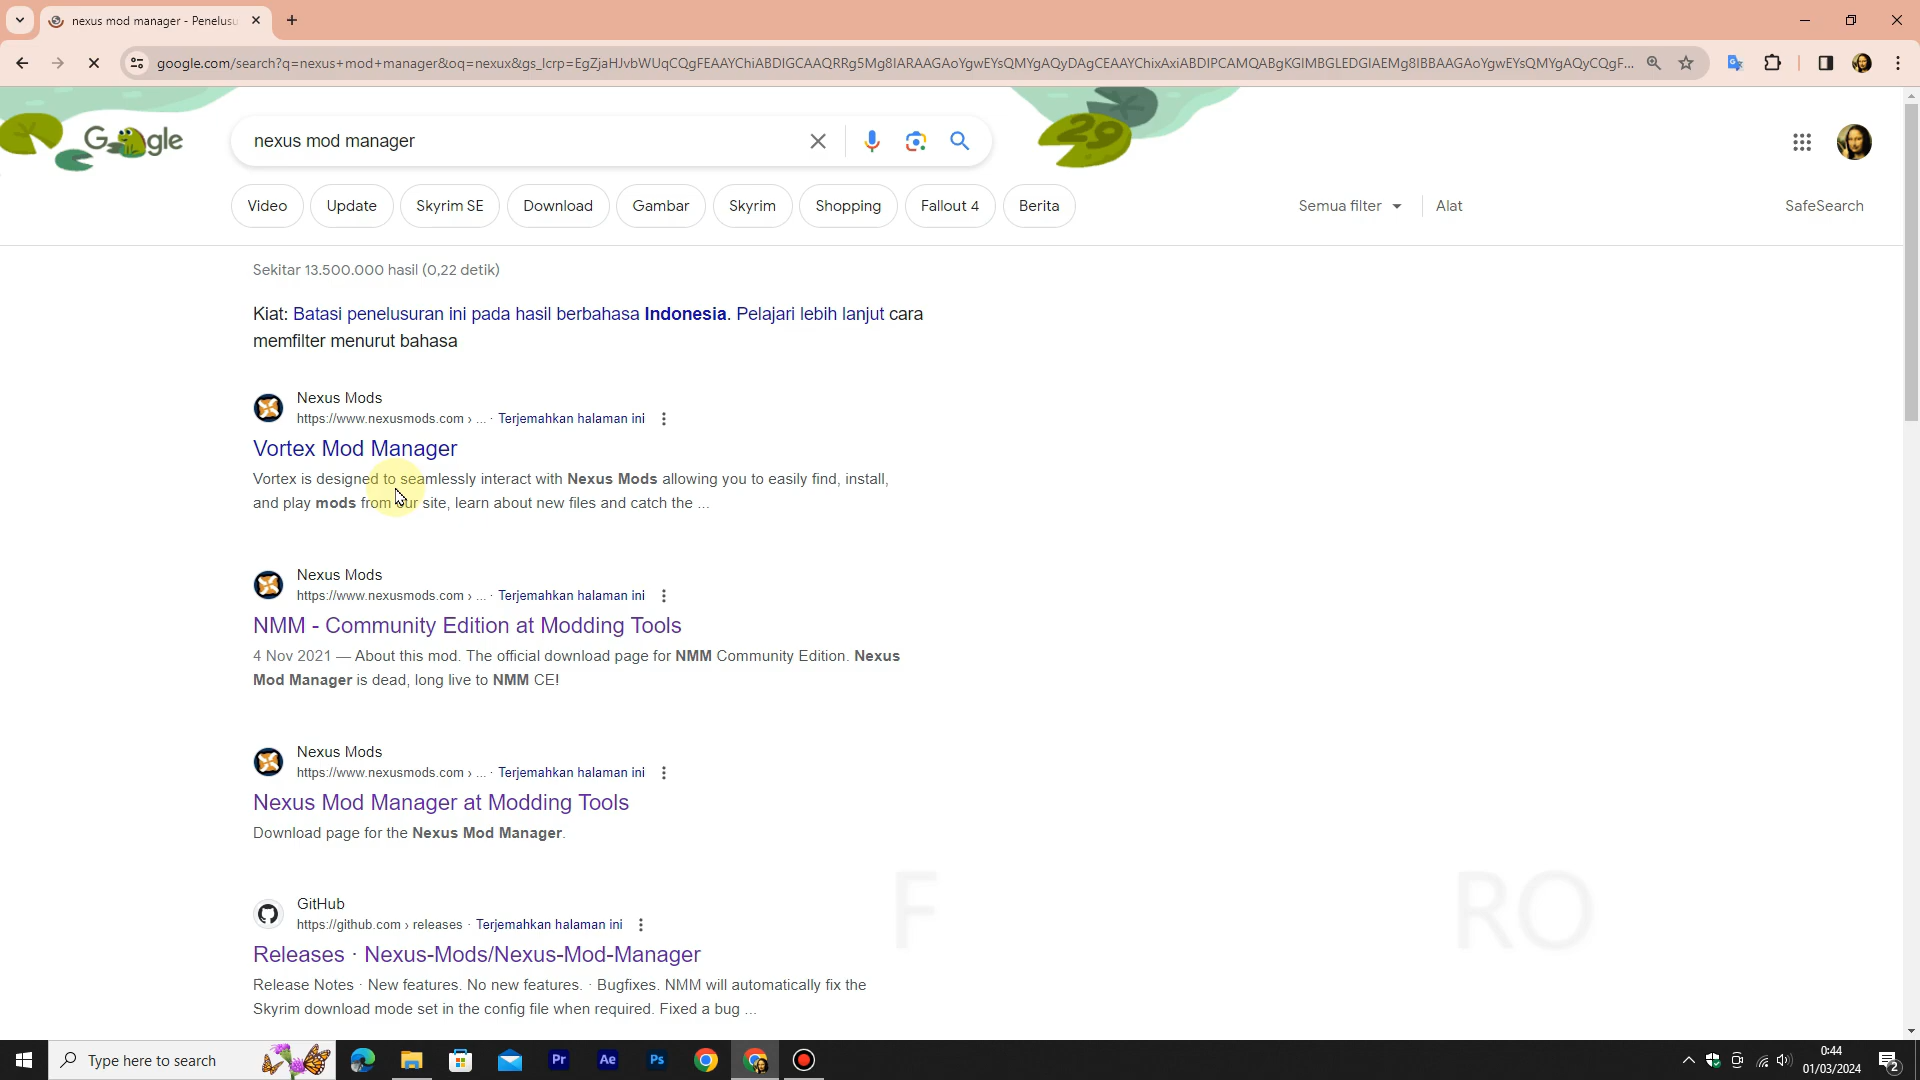 nexus mod manager - Penelusu
google.com/search?q=nexus+mod+manager&oq=nexux&gs_lcrp=EgZjaHJvbWUqCQgFEAAYChiABDIGCAAQRRg5Mg8IARAAGAoYgwEYsQMYgAQyDAgCEAAYChixAxiABDIPCAMQABgKGIMBGLEDGIAEMg8IBBAAGAoYgwEYsQMYgAQyCQgF...
Google
29
nexus mod manager
Video
Update
Skyrim SE
Download
Gambar
Skyrim
Shopping
Fallout 4
Berita
Semua filter
Alat
SafeSearch
Sekitar 13.500.000 hasil (0,22 detik)
Kiat: Batasi penelusuran ini pada hasil berbahasa Indonesia. Pelajari lebih lanjut cara
memfilter menurut bahasa
Nexus Mods
https://www.nexusmods.com › ... · Terjemahkan halaman ini
Vortex Mod Manager
Vortex is designed to seamlessly interact with Nexus Mods allowing you to easily find, install,
and play mods from our site, learn about new files and catch the ...
Nexus Mods
https://www.nexusmods.com › ... · Terjemahkan halaman ini
NMM - Community Edition at Modding Tools
4 Nov 2021 — About this mod. The official download page for NMM Community Edition. Nexus
Mod Manager is dead, long live to NMM CE!
Nexus Mods
https://www.nexusmods.com › ... · Terjemahkan halaman ini
Nexus Mod Manager at Modding Tools
Download page for the Nexus Mod Manager.
F RO
GitHub
https://github.com › releases · Terjemahkan halaman ini
Releases · Nexus-Mods/Nexus-Mod-Manager
Release Notes · New features. No new features. · Bugfixes. NMM will automatically fix the
Skyrim download mode set in the config file when required. Fixed a bug ...
Type here to search
Pr
Ae
Ps
0:44
01/03/2024
2